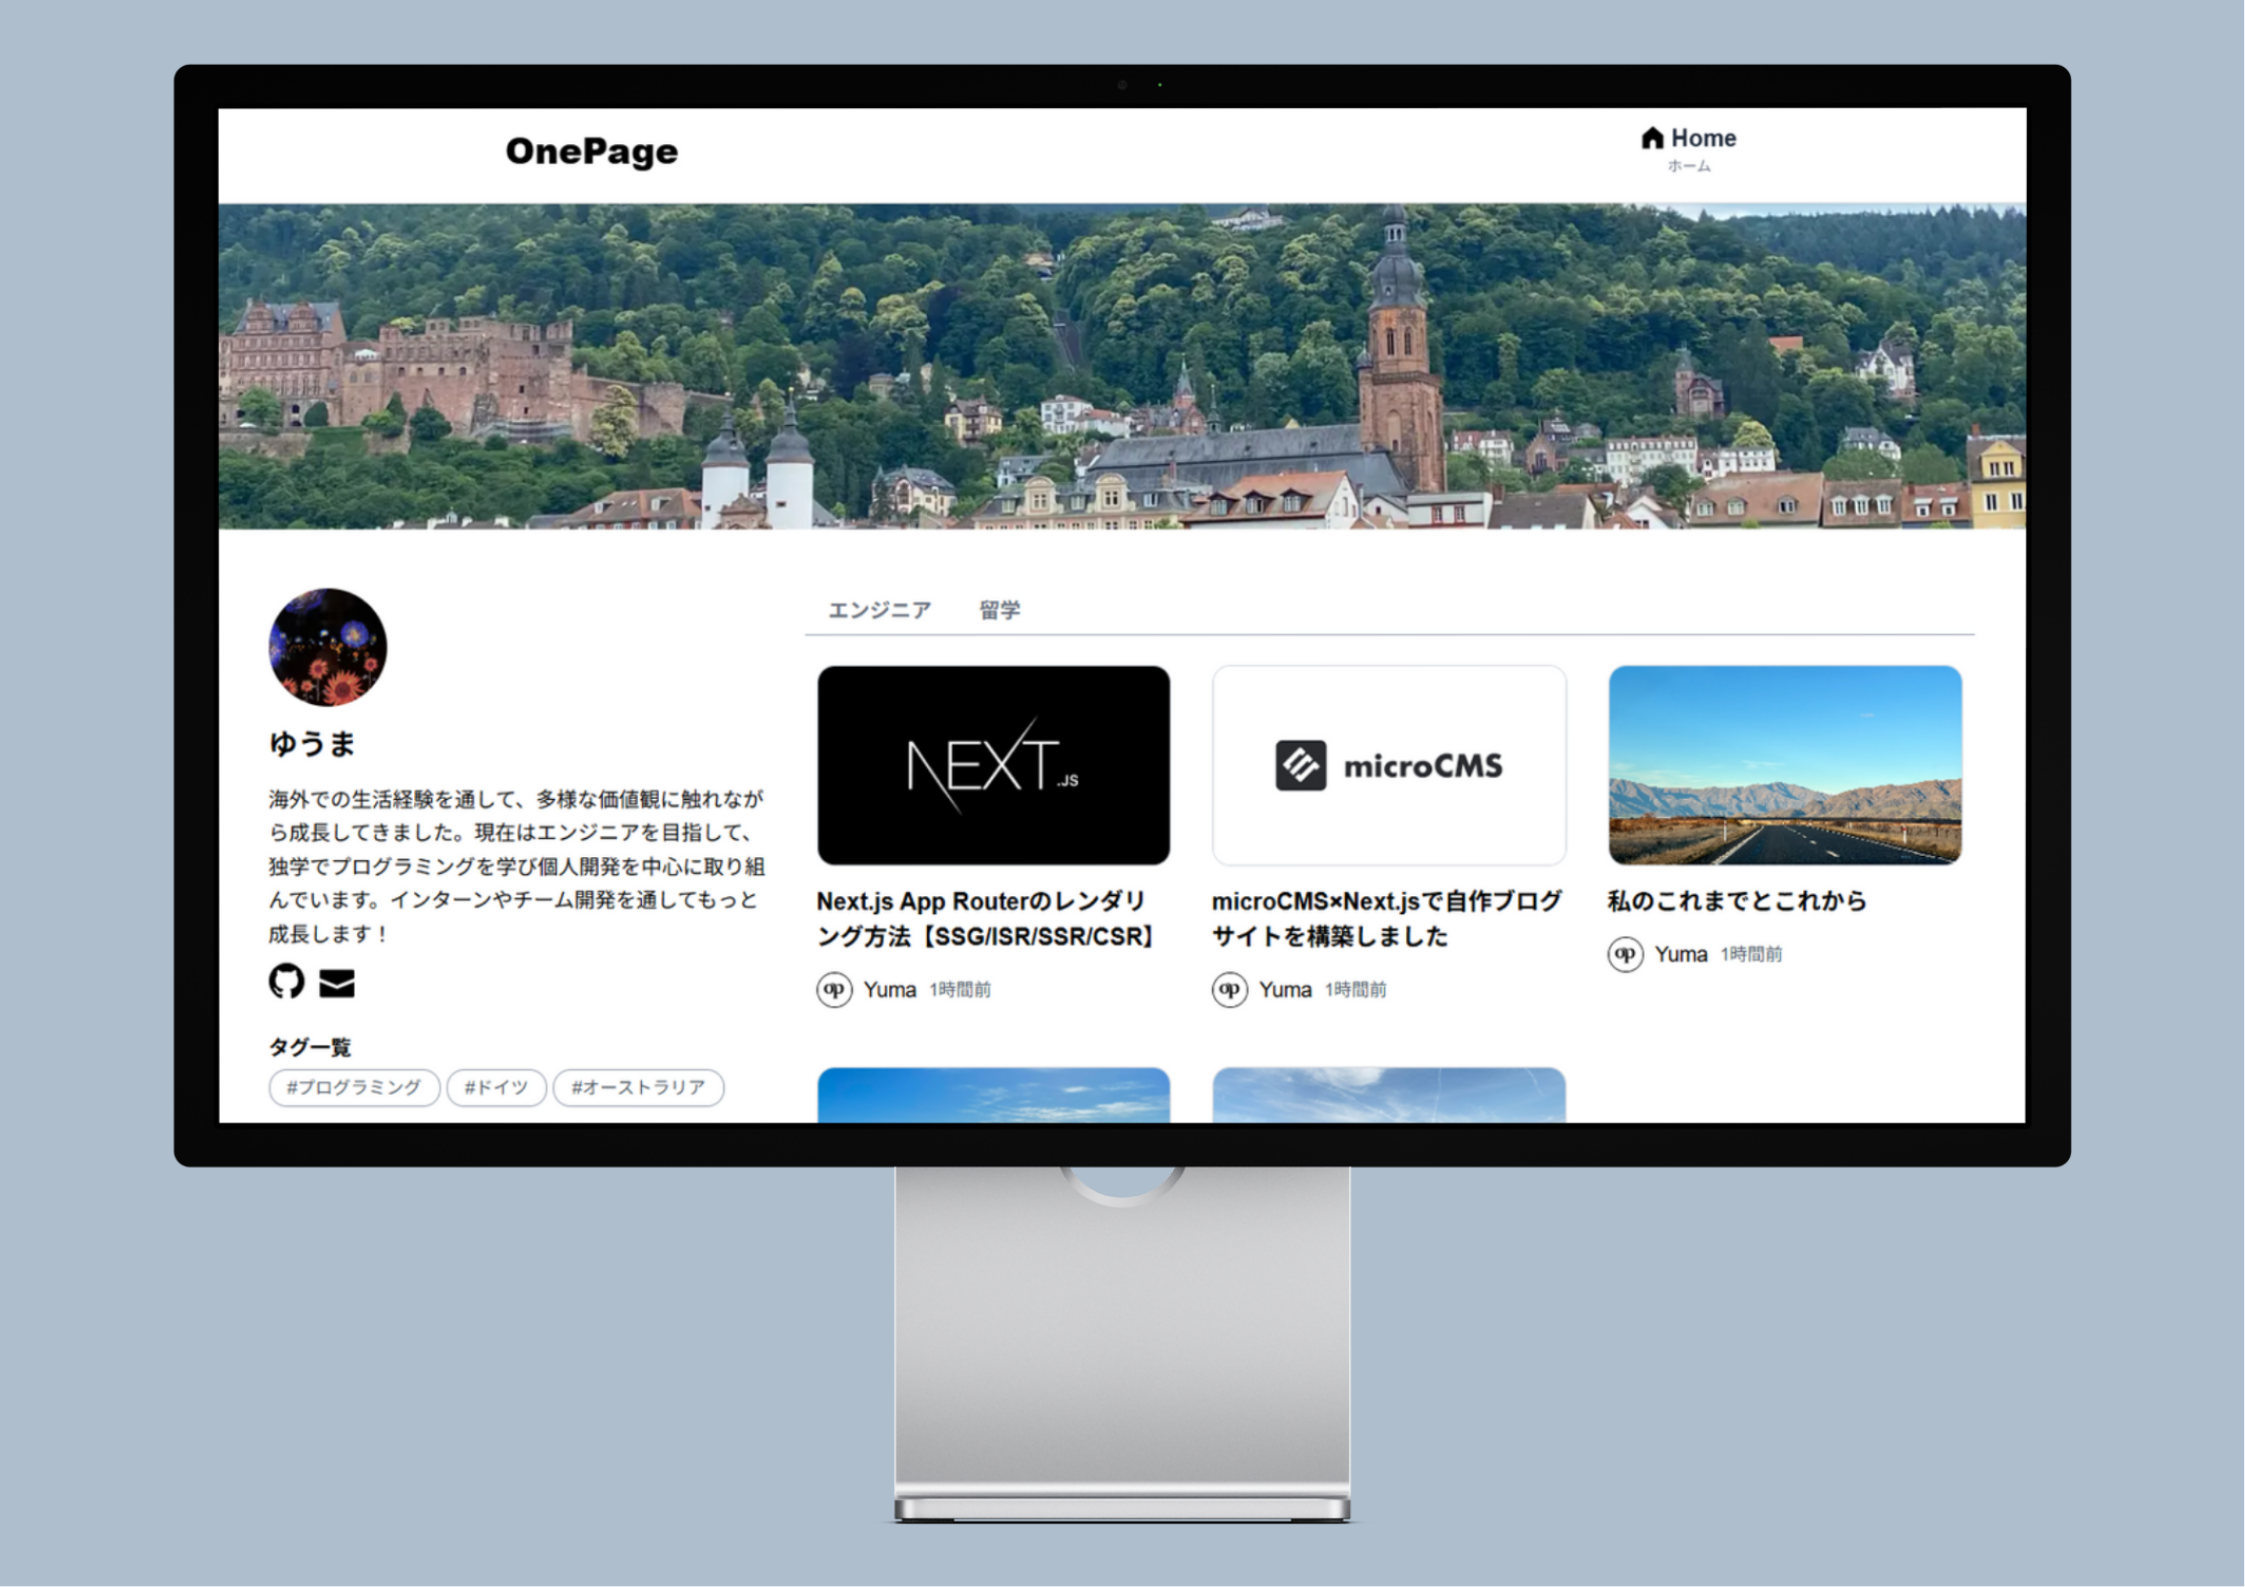 OnePage
Home
ホーム
ゆうま
海外での生活経験を通して、多様な価値観に触れなが
ら成長してきました。現在はエンジニアを目指して、
独学でプログラミングを学び個人開発を中心に取り組
んでいます。インターンやチーム開発を通してもっと
成長します！
タグ一覧
#プログラミング #ドイツ #オーストラリア
エンジニア 留学
NEXT.JS
Next.js App Routerのレンダリ
ング方法【SSG/ISR/SSR/CSR】
op Yuma 1時間前
microCMS
microCMS×Next.jsで自作ブログ
サイトを構築しました
op Yuma 1時間前
私のこれまでとこれから
op Yuma 1時間前